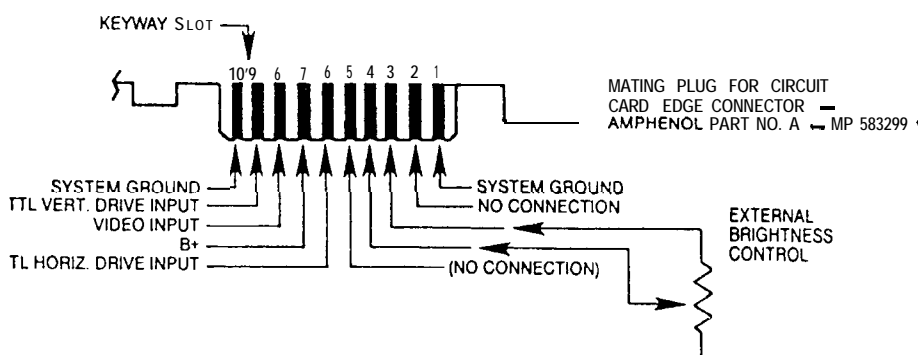 KEYWAY SLOT
10'9 6 7 6 5 4 3 2 1
MATING PLUG FOR CIRCUIT
CARD EDGE CONNECTOR –
AMPHENOL PART NO. A – MP 583299
SYSTEM GROUND
TTL VERT. DRIVE INPUT
VIDEO INPUT
B+
TL HORIZ. DRIVE INPUT
SYSTEM GROUND
NO CONNECTION
(NO CONNECTION)
EXTERNAL
BRIGHTNESS
CONTROL